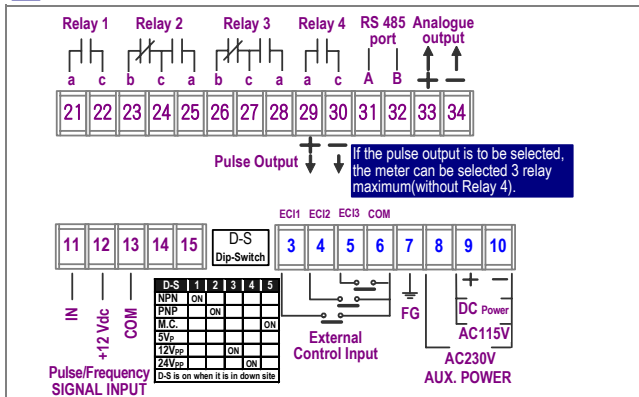 Relay 1 Relay 2 Relay 3 Relay 4 RS 485 port Analogue output
a c b c a b c a a c A B + −
21 22 23 24 25 26 27 28 29 30 31 32 33 34
Pulse Output + −
If the pulse output is to be selected,
the meter can be selected 3 relay
maximum(without Relay 4).
ECI1 ECI2 ECI3 COM
11 12 13 14 15 D-S Dip-Switch 3 4 5 6 7 8 9 10
IN +12 Vdc COM
Pulse/Frequency
SIGNAL INPUT
D-S 1 2 3 4 5
NPN ON
PNP ON
M.C. ON
5VP
12VPP ON
24VPP ON
D-S is on when it is in down site
External
Control Input
FG
+ −
DC Power
AC115V
AC230V
AUX. POWER